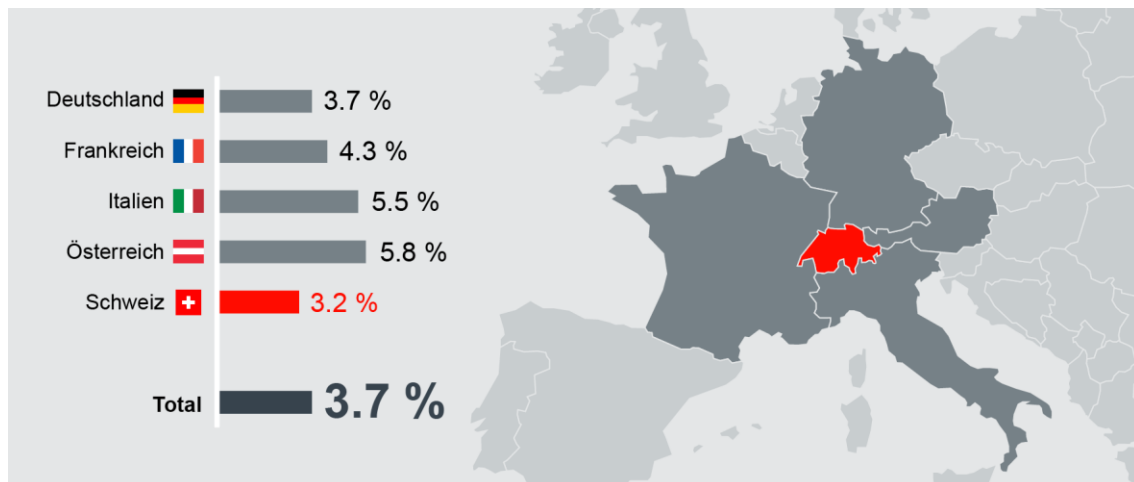 Deutschland 3.7 %
Frankreich 4.3 %
Italien 5.5 %
Österreich 5.8 %
Schweiz 3.2 %
Total 3.7 %